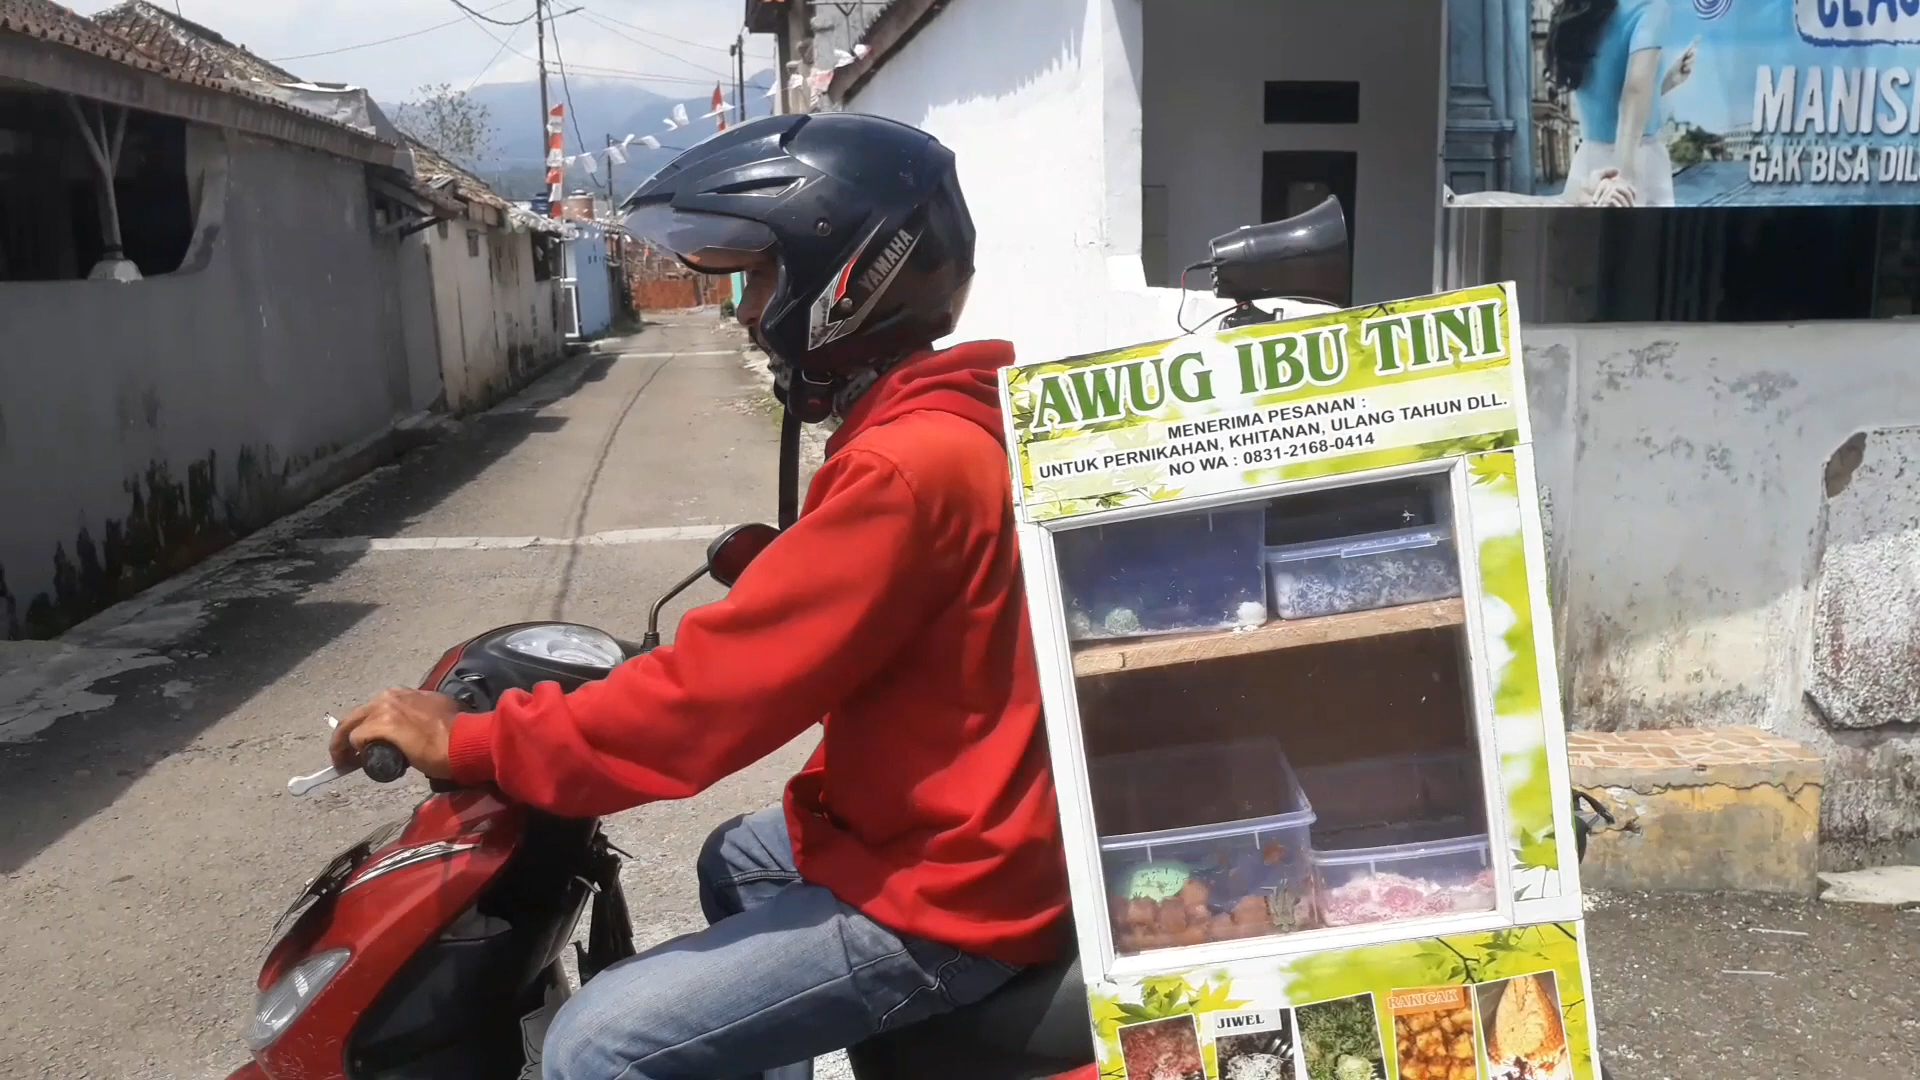 MANIS
GAK BISA
YAMAHA
AWUG IBU TINI
MENERIMA PESANAN :
UNTUK PERNIKAHAN, KHITANAN, ULANG TAHUN DLL.
NO WA : 0831-2168-0414
JIWEL
RAKICAK